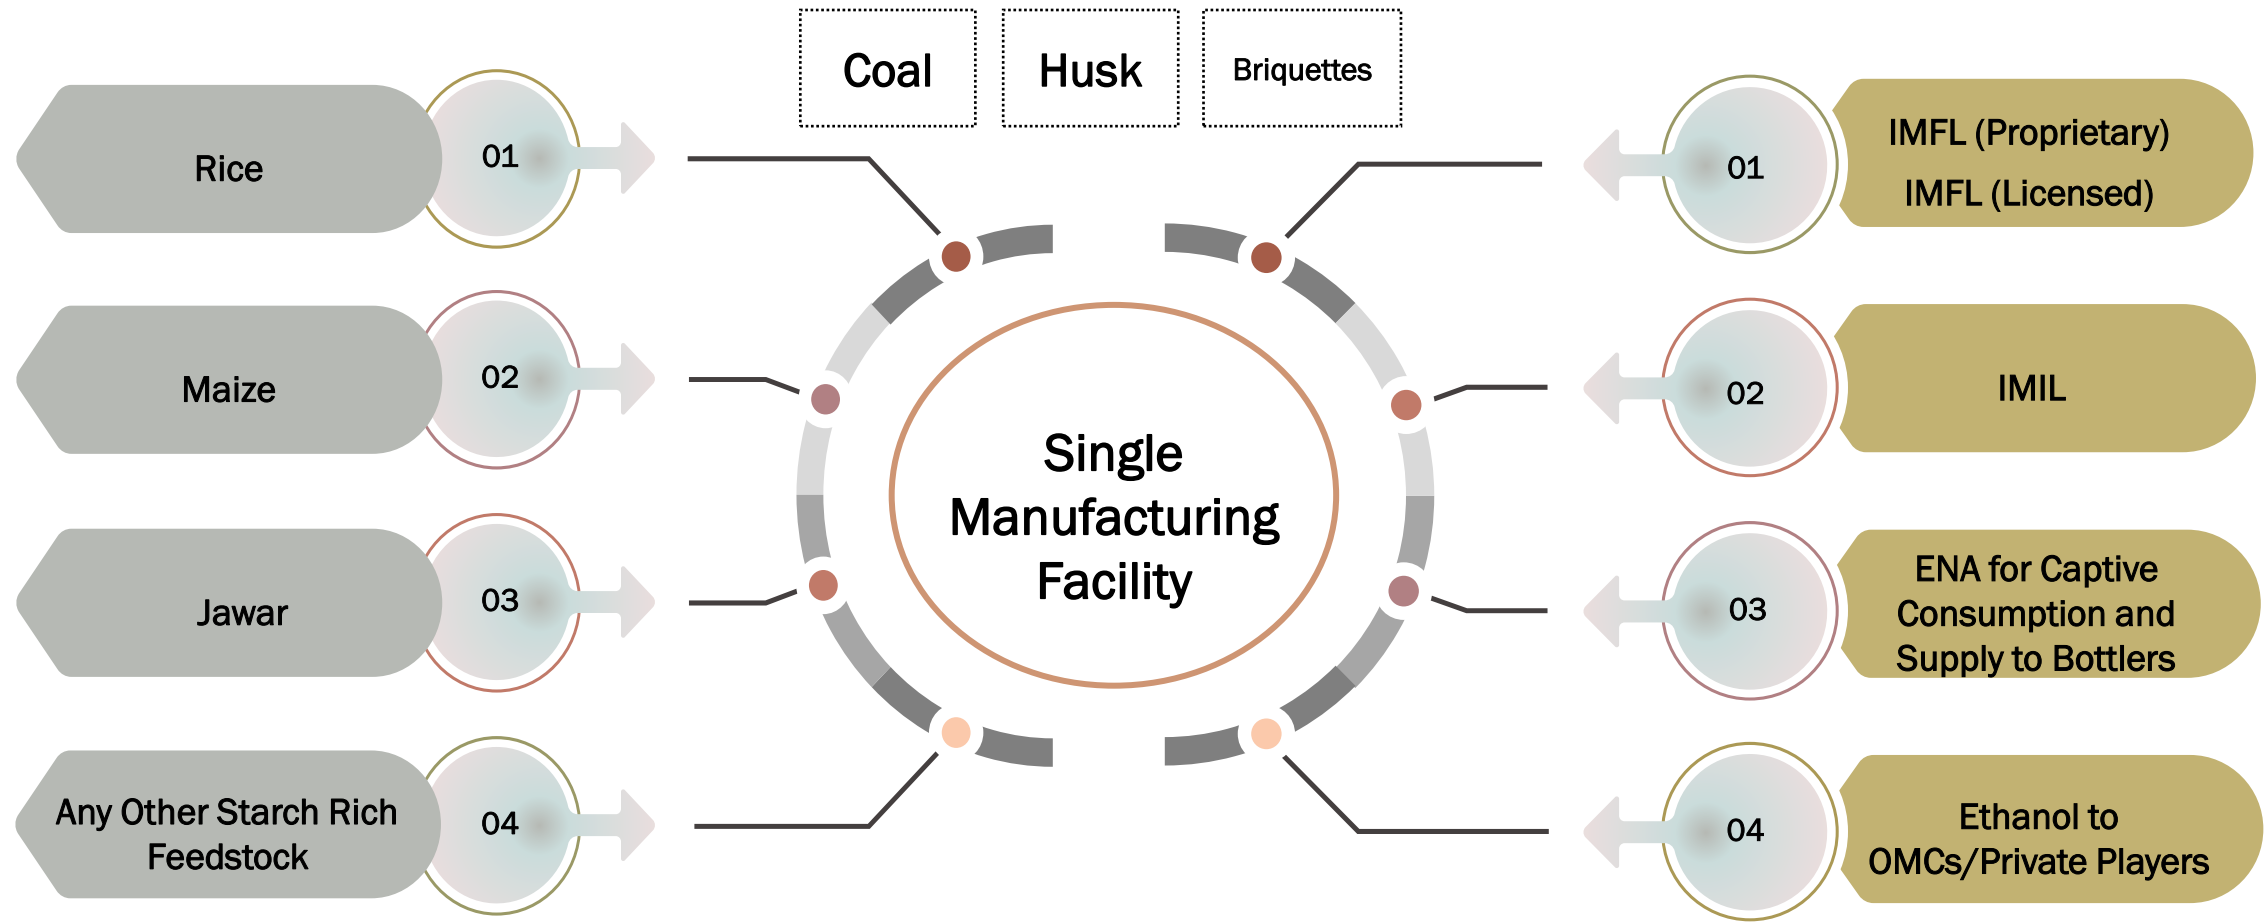 Coal
Husk
Briquettes
01
Rice
02
Maize
03
Jawar
04
Any Other Starch Rich
Feedstock
Single
Manufacturing
Facility
01
IMFL (Proprietary)
IMFL (Licensed)
02
IMIL
03
ENA for Captive
Consumption and
Supply to Bottlers
04
Ethanol to
OMCs/Private Players